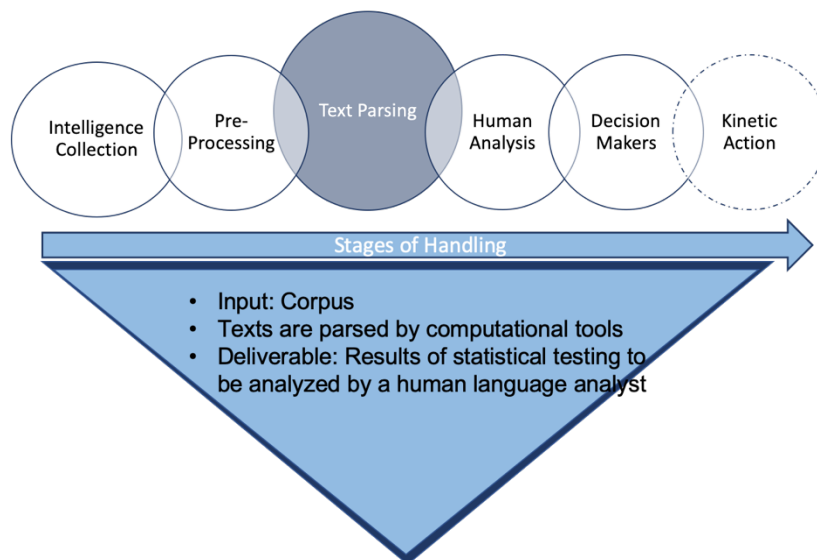 Intelligence
Collection
Pre-
Processing
Text Parsing
Human
Analysis
Decision
Makers
Kinetic
Action
Stages of Handling
• Input: Corpus
• Texts are parsed by computational tools
• Deliverable: Results of statistical testing to
be analyzed by a human language analyst